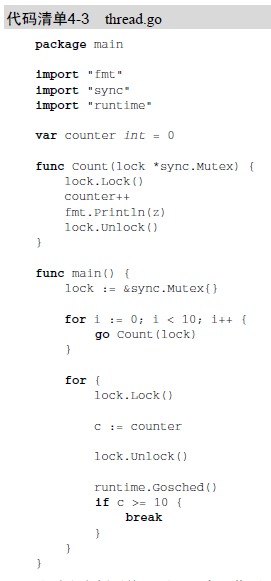 代码清单4-3 thread.go
package main
import "fmt"
import "sync"
import "runtime"
var counter int = 0
func Count(lock *sync.Mutex) {
lock.Lock()
counter++
fmt.Println(z)
lock.Unlock()
}
func main() {
lock := &sync.Mutex{}
for i := 0; i < 10; i++ {
go Count(lock)
}
for {
lock.Lock()
c := counter
lock.Unlock()
runtime.Gosched()
if c >= 10 {
break
}
}
}